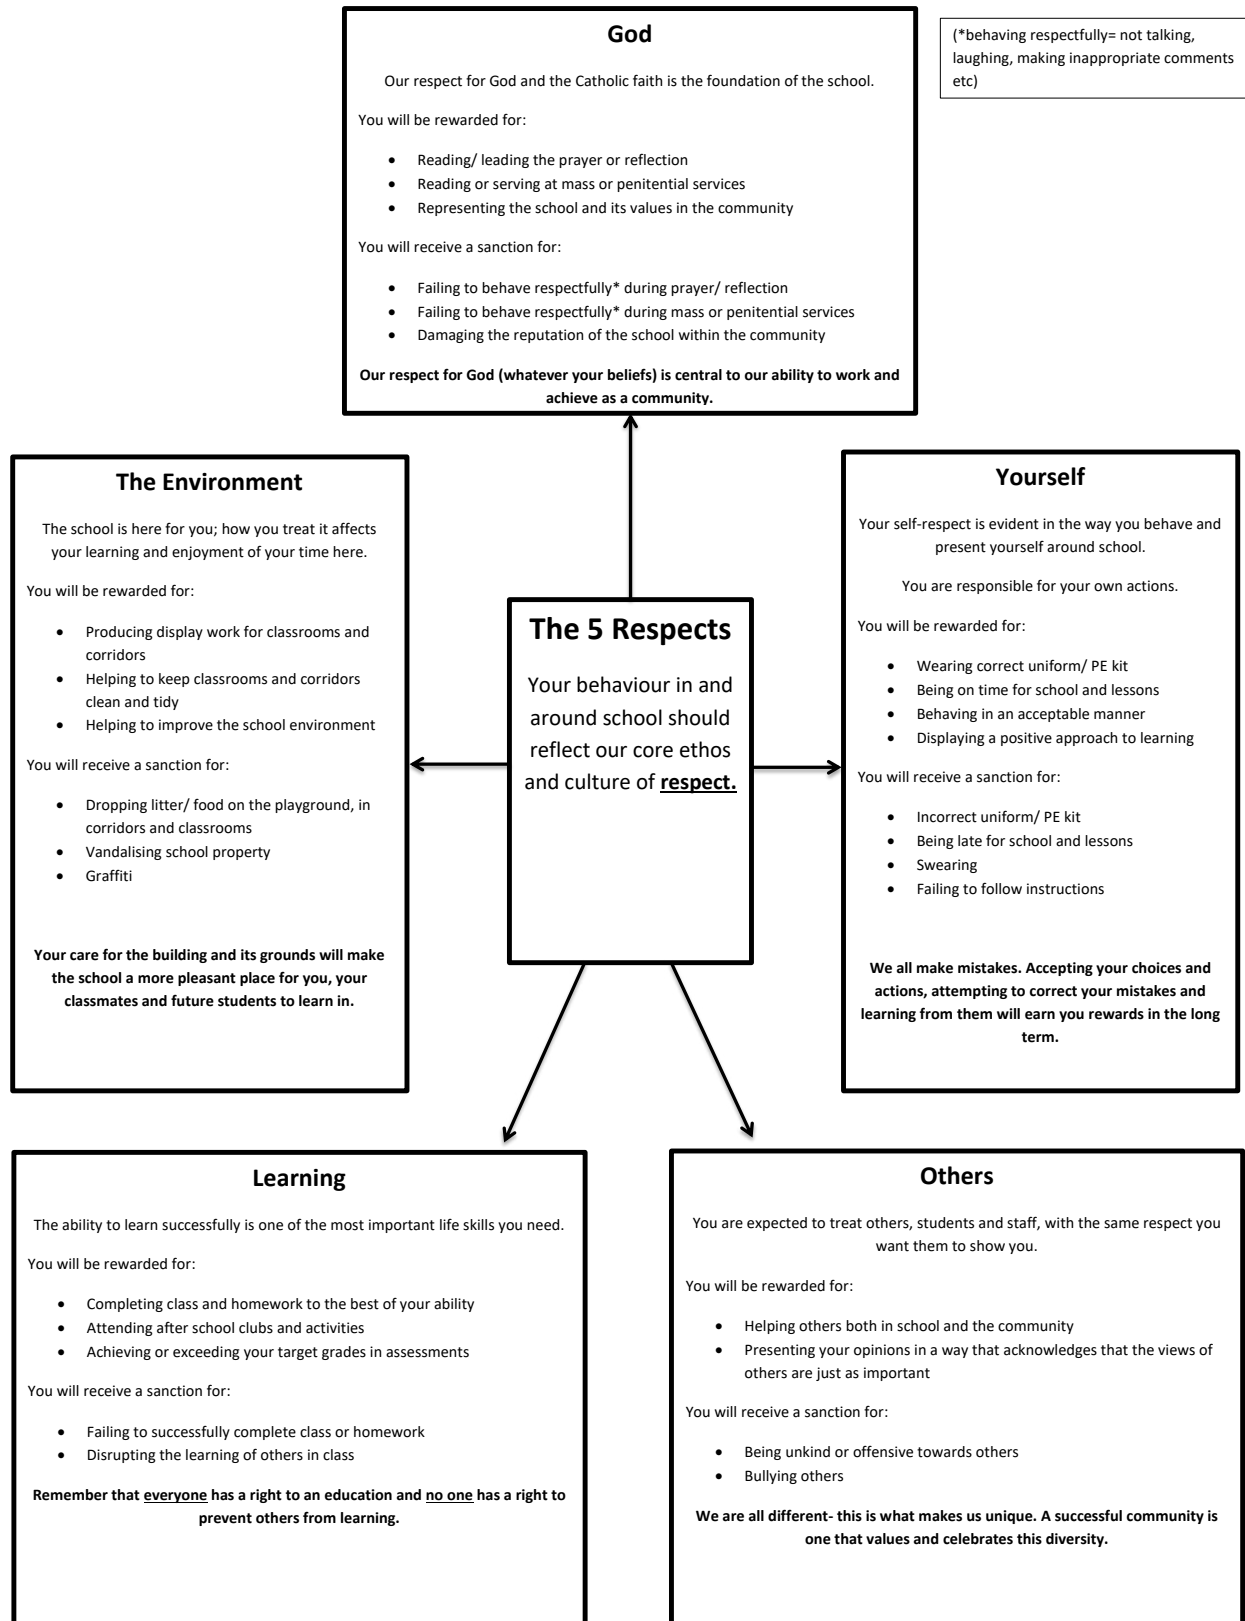 God
Our respect for God and the Catholic faith is the foundation of the school.
You will be rewarded for:
• Reading/ leading the prayer or reflection
• Reading or serving at mass or penitential services
• Representing the school and its values in the community
You will receive a sanction for:
• Failing to behave respectfully* during prayer/ reflection
• Failing to behave respectfully* during mass or penitential services
• Damaging the reputation of the school within the community
Our respect for God (whatever your beliefs) is central to our ability to work and
achieve as a community.
(*behaving respectfully= not talking,
laughing, making inappropriate comments
etc)
The Environment
The school is here for you; how you treat it affects
your learning and enjoyment of your time here.
You will be rewarded for:
• Producing display work for classrooms and
corridors
• Helping to keep classrooms and corridors
clean and tidy
• Helping to improve the school environment
You will receive a sanction for:
• Dropping litter/ food on the playground, in
corridors and classrooms
• Vandalising school property
• Graffiti
Your care for the building and its grounds will make
the school a more pleasant place for you, your
classmates and future students to learn in.
The 5 Respects
Your behaviour in and
around school should
reflect our core ethos
and culture of respect.
Yourself
Your self-respect is evident in the way you behave and
present yourself around school.
You are responsible for your own actions.
You will be rewarded for:
• Wearing correct uniform/ PE kit
• Being on time for school and lessons
• Behaving in an acceptable manner
• Displaying a positive approach to learning
You will receive a sanction for:
• Incorrect uniform/ PE kit
• Being late for school and lessons
• Swearing
• Failing to follow instructions
We all make mistakes. Accepting your choices and
actions, attempting to correct your mistakes and
learning from them will earn you rewards in the long
term.
Learning
The ability to learn successfully is one of the most important life skills you need.
You will be rewarded for:
• Completing class and homework to the best of your ability
• Attending after school clubs and activities
• Achieving or exceeding your target grades in assessments
You will receive a sanction for:
• Failing to successfully complete class or homework
• Disrupting the learning of others in class
Remember that everyone has a right to an education and no one has a right to
prevent others from learning.
Others
You are expected to treat others, students and staff, with the same respect you
want them to show you.
You will be rewarded for:
• Helping others both in school and the community
• Presenting your opinions in a way that acknowledges that the views of
others are just as important
You will receive a sanction for:
• Being unkind or offensive towards others
• Bullying others
We are all different- this is what makes us unique. A successful community is
one that values and celebrates this diversity.